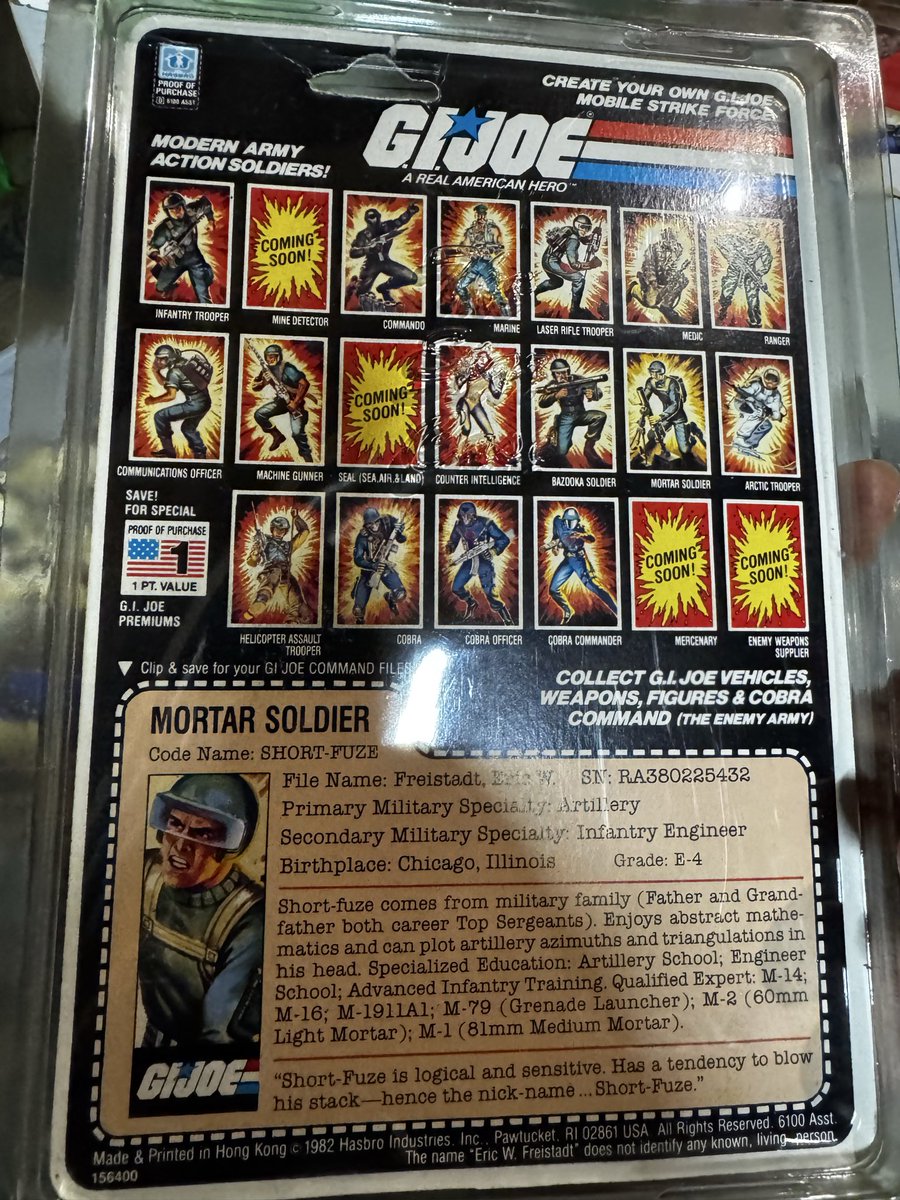 HASBRO
PROOF OF
PURCHASE
6100 ASST
CREATE YOUR OWN G.I. JOE
MOBILE STRIKE FORCE
MODERN ARMY
ACTION SOLDIERS!
G.I. JOE
A REAL AMERICAN HERO™
COMING SOON!
INFANTRY TROOPER
MINE DETECTOR
COMMANDO
MARINE
LASER RIFLE TROOPER
MEDIC
RANGER
COMING SOON!
COMMUNICATIONS OFFICER
MACHINE GUNNER
SEAL (SEA, AIR, & LAND)
COUNTER INTELLIGENCE
BAZOOKA SOLDIER
MORTAR SOLDIER
ARCTIC TROOPER
SAVE!
FOR SPECIAL
PROOF OF PURCHASE
1
1 PT. VALUE
G.I. JOE
PREMIUMS
COMING SOON!
COMING SOON!
HELICOPTER ASSAULT
TROOPER
COBRA
COBRA OFFICER
COBRA COMMANDER
MERCENARY
ENEMY WEAPONS
SUPPLIER
▼ Clip & save for your G.I. JOE COMMAND FILES
COLLECT G.I. JOE VEHICLES,
WEAPONS, FIGURES & COBRA
COMMAND (THE ENEMY ARMY)
MORTAR SOLDIER
Code Name: SHORT-FUZE
File Name: Freistadt, Eric W. SN: RA380225432
Primary Military Specialty: Artillery
Secondary Military Specialty: Infantry Engineer
Birthplace: Chicago, Illinois Grade: E-4
Short-fuze comes from military family (Father and Grand-
father both career Top Sergeants). Enjoys abstract mathe-
matics and can plot artillery azimuths and triangulations in
his head. Specialized Education: Artillery School; Engineer
School; Advanced Infantry Training, Qualified Expert: M-14;
M-16; M-1911A1; M-79 (Grenade Launcher); M-2 (60mm
Light Mortar); M-1 (81mm Medium Mortar).
G.I. JOE
"Short-Fuze is logical and sensitive. Has a tendency to blow
his stack—hence the nick-name ... Short-Fuze."
Made & Printed in Hong Kong © 1982 Hasbro Industries, Inc., Pawtucket, RI 02861 USA. All Rights Reserved. 6100 Asst.
The name "Eric W. Freistadt" does not identify any known, living person.
156400